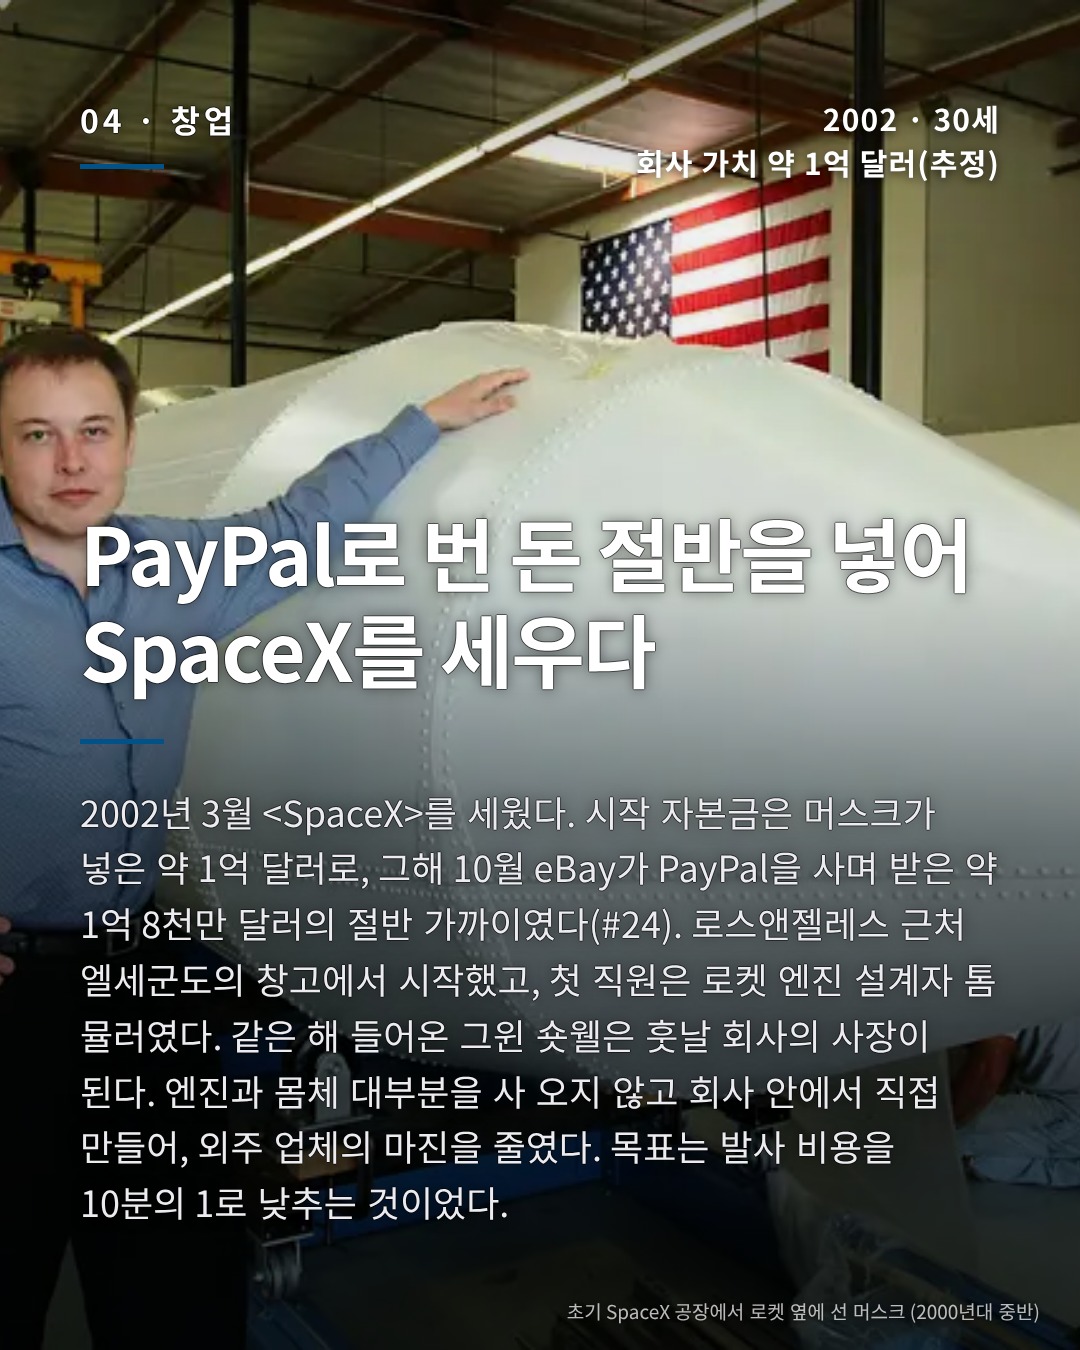 04 · 창업
2002 · 30세
회사 가치 약 1억 달러(추정)
PayPal로 번 돈 절반을 넣어
SpaceX를 세우다
2002년 3월 <SpaceX>를 세웠다. 시작 자본금은 머스크가
넣은 약 1억 달러로, 그해 10월 eBay가 PayPal을 사며 받은 약
1억 8천만 달러의 절반 가까이였다(#24). 로스앤젤레스 근처
엘세군도의 창고에서 시작했고, 첫 직원은 로켓 엔진 설계자 톰
뮬러였다. 같은 해 들어온 그윈 숏웰은 훗날 회사의 사장이
된다. 엔진과 몸체 대부분을 사 오지 않고 회사 안에서 직접
만들어, 외주 업체의 마진을 줄였다. 목표는 발사 비용을
10분의 1로 낮추는 것이었다.
초기 SpaceX 공장에서 로켓 옆에 선 머스크 (2000년대 중반)